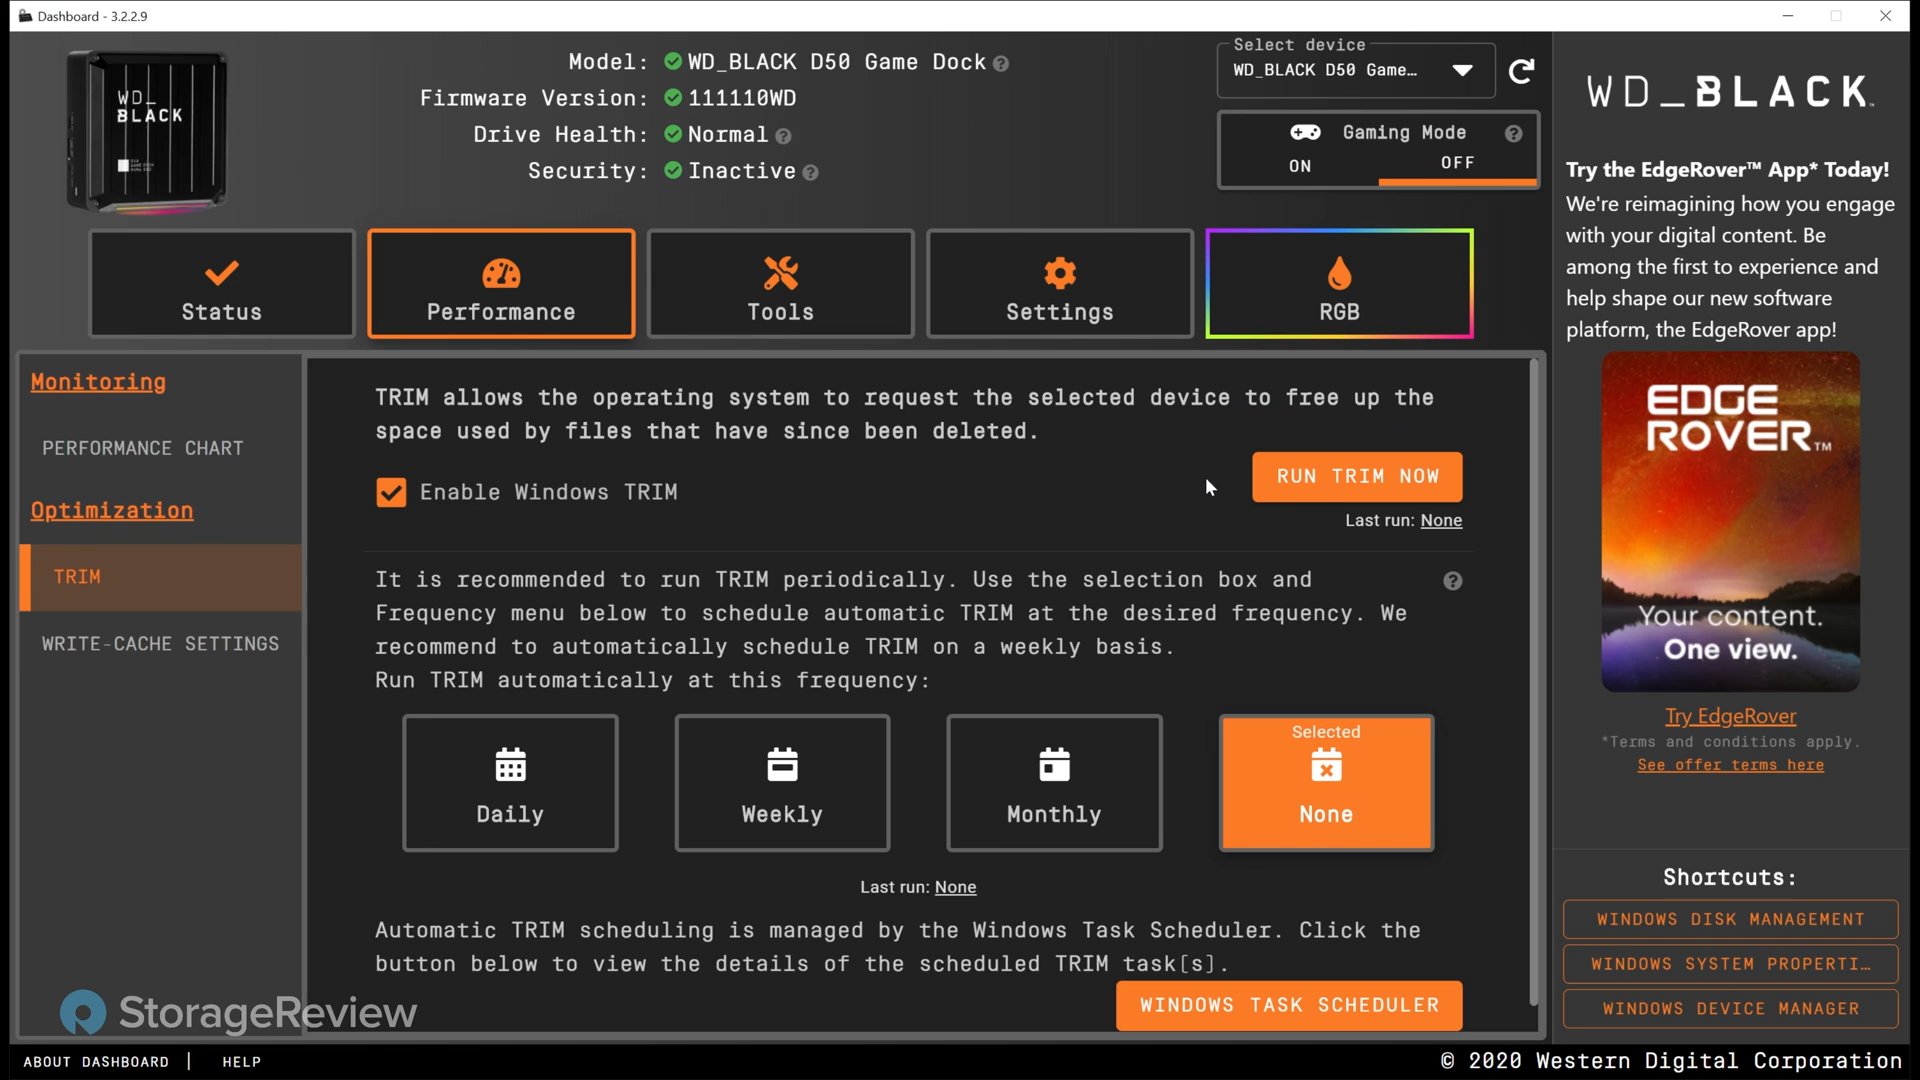 Dashboard - 3.2.2.9
WD_
BLACK
Model: WD_BLACK D50 Game Dock
Firmware Version: 111110WD
Drive Health: Normal
Security: Inactive
Select device
WD_BLACK D50 Game...
Gaming Mode
ON OFF
WD_BLACK™
Status
Performance
Tools
Settings
RGB
Monitoring
PERFORMANCE CHART
Optimization
TRIM
WRITE-CACHE SETTINGS
TRIM allows the operating system to request the selected device to free up the
space used by files that have since been deleted.
Enable Windows TRIM
RUN TRIM NOW
Last run: None
It is recommended to run TRIM periodically. Use the selection box and
Frequency menu below to schedule automatic TRIM at the desired frequency. We
recommend to automatically schedule TRIM on a weekly basis.
Run TRIM automatically at this frequency:
Daily
Weekly
Monthly
Selected
None
Last run: None
Automatic TRIM scheduling is managed by the Windows Task Scheduler. Click the
button below to view the details of the scheduled TRIM task[s].
WINDOWS TASK SCHEDULER
Try the EdgeRover™ App* Today!
We're reimagining how you engage
with your digital content. Be
among the first to experience and
help shape our new software
platform, the EdgeRover app!
EDGE
ROVER™
Your content.
One view.
Try EdgeRover
*Terms and conditions apply.
See offer terms here
Shortcuts:
WINDOWS DISK MANAGEMENT
WINDOWS SYSTEM PROPERTI...
WINDOWS DEVICE MANAGER
StorageReview
ABOUT DASHBOARD | HELP
© 2020 Western Digital Corporation